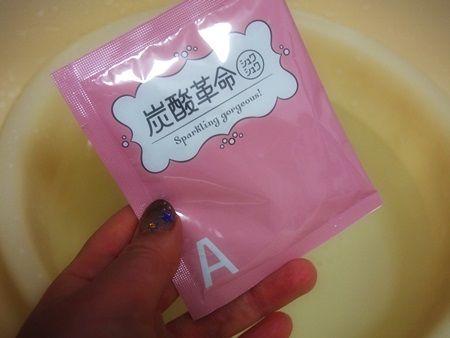 炭酸革命
シュワ
シュワ
Sparkling gorgeous!
A